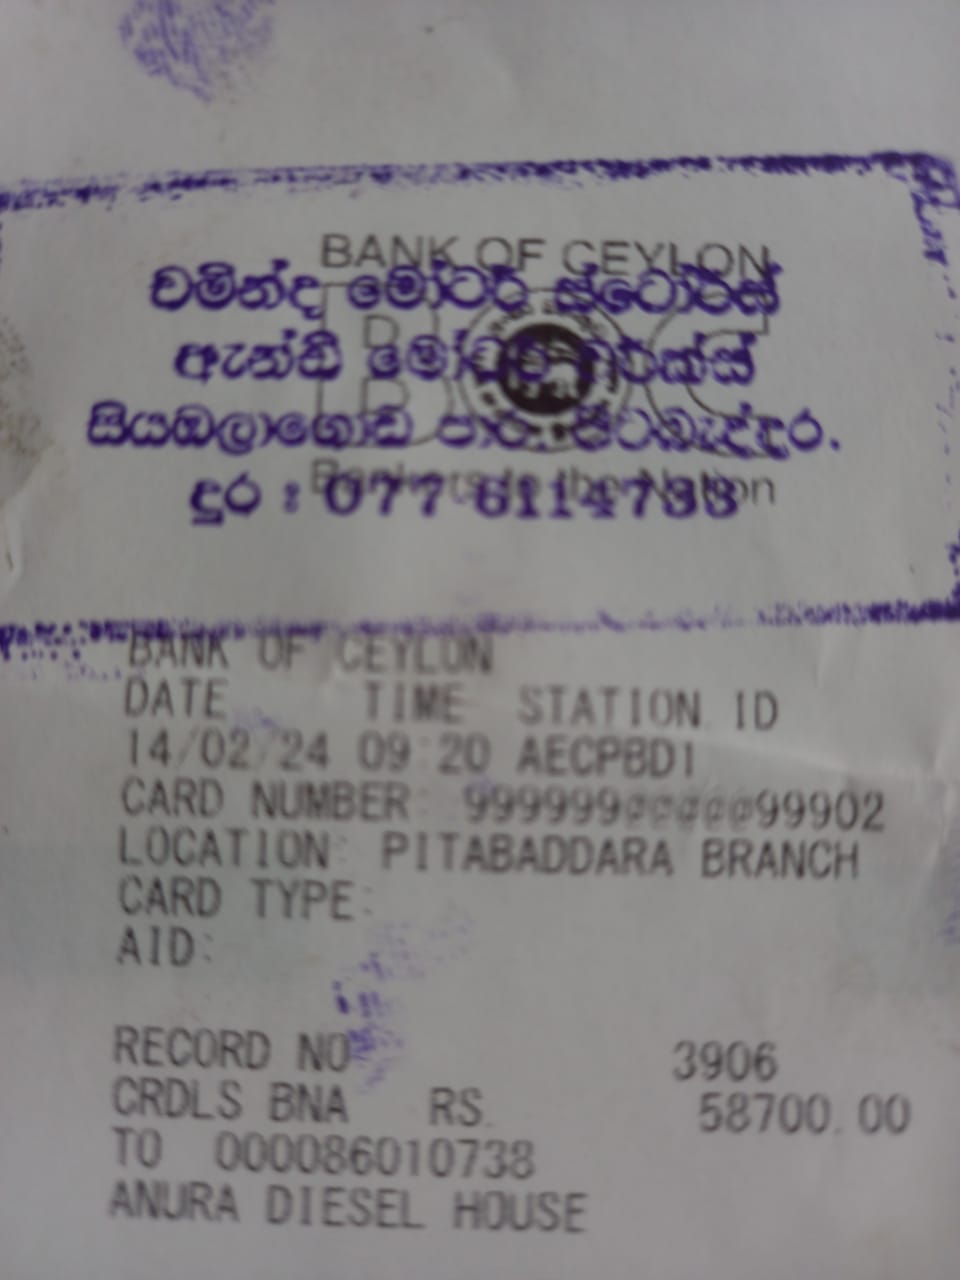 BANK OF CEYLON
චමින්ද මෝටර් ස්ටෝර්ස්
ඇන්ඩ් මෝටර් වර්ක්ස්
සියඹලාගොඩ පාර, පිටබැද්දර.
Bankers to the Nation
දුර : 077 6114733
BANK OF CEYLON
DATE TIME STATION ID
14/02/24 09:20 AECPBD1
CARD NUMBER: 999999@@@@@99902
LOCATION: PITABADDARA BRANCH
CARD TYPE:
AID:
RECORD NO 3906
CRDLS BNA RS. 58700.00
TO 000086010738
ANURA DIESEL HOUSE